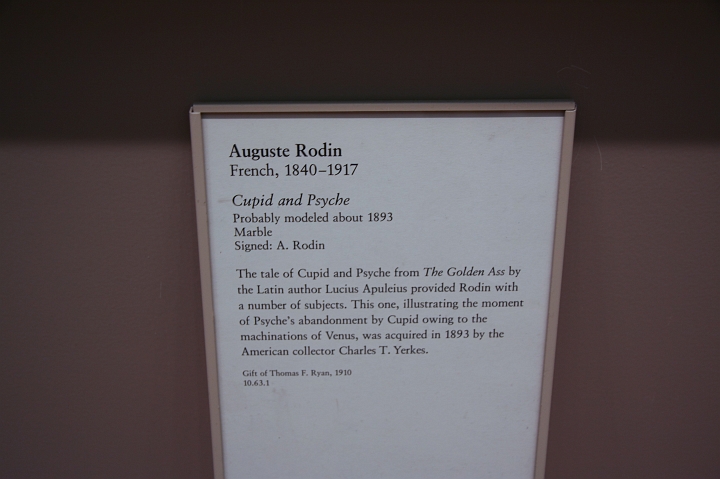 Auguste Rodin
French, 1840–1917
Cupid and Psyche
Probably modeled about 1893
Marble
Signed: A. Rodin
The tale of Cupid and Psyche from The Golden Ass by
the Latin author Lucius Apuleius provided Rodin with
a number of subjects. This one, illustrating the moment
of Psyche's abandonment by Cupid owing to the
machinations of Venus, was acquired in 1893 by the
American collector Charles T. Yerkes.
Gift of Thomas F. Ryan, 1910
10.63.1